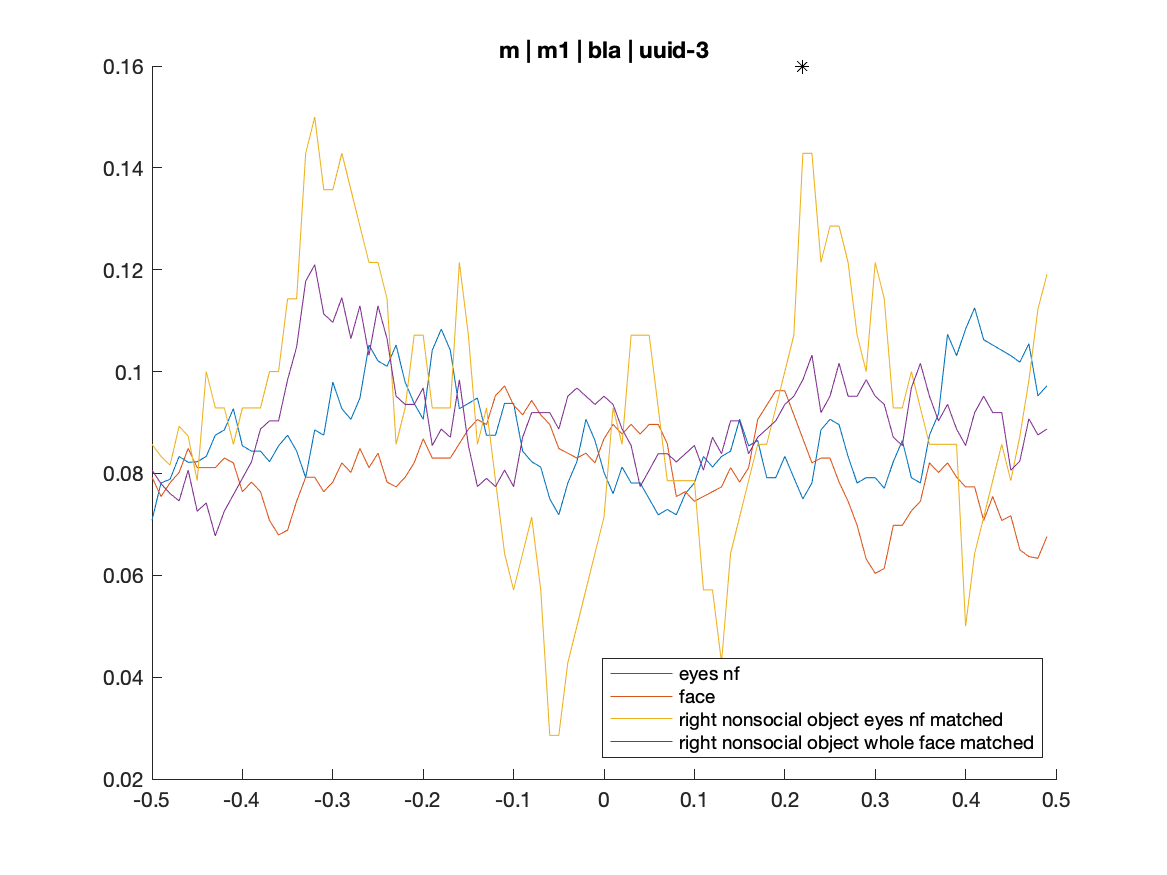 m | m1 | bla | uuid-3
0.16
0.14
0.12
0.1
0.08
0.06
0.04
0.02
eyes nf
face
right nonsocial object eyes nf matched
right nonsocial object whole face matched
-0.5 -0.4 -0.3 -0.2 -0.1 0 0.1 0.2 0.3 0.4 0.5